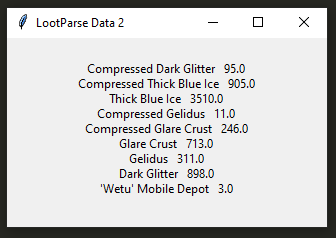 LootParse Data 2
Compressed Dark Glitter 95.0
Compressed Thick Blue Ice 905.0
Thick Blue Ice 3510.0
Compressed Gelidus 11.0
Compressed Glare Crust 246.0
Glare Crust 713.0
Gelidus 311.0
Dark Glitter 898.0
'Wetu' Mobile Depot 3.0